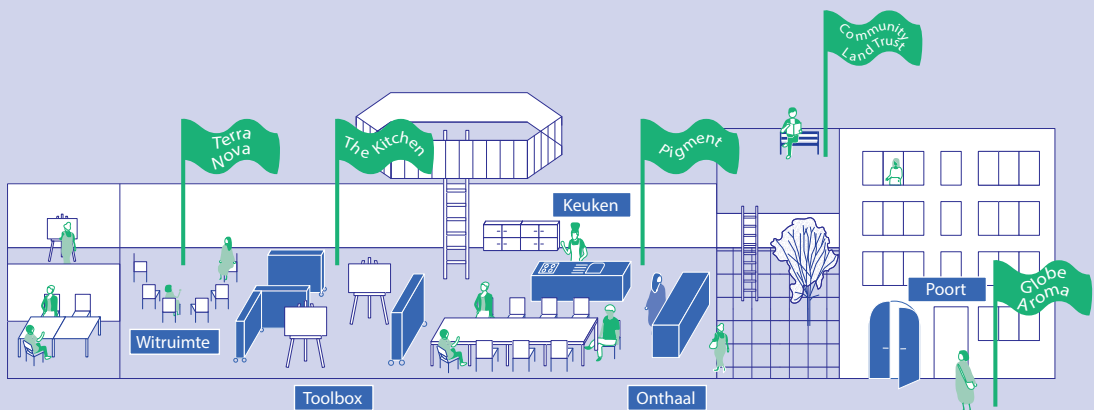 Community
Land Trust
Terra
Nova
The Kitchen
Pigment
Keuken
Globe
Aroma
Poort
Witruimte
Toolbox
Onthaal